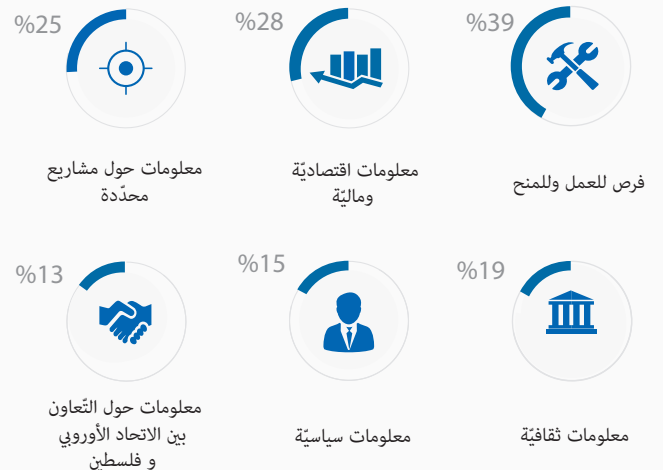 %39
فرص للعمل وللمنح
%28
معلومات اقتصاديّة
وماليّة
%25
معلومات حول مشاريع
محدّدة
%19
معلومات ثقافيّة
%15
معلومات سياسيّة
%13
معلومات حول التّعاون
بين الاتحاد الأوروبي
و فلسطين